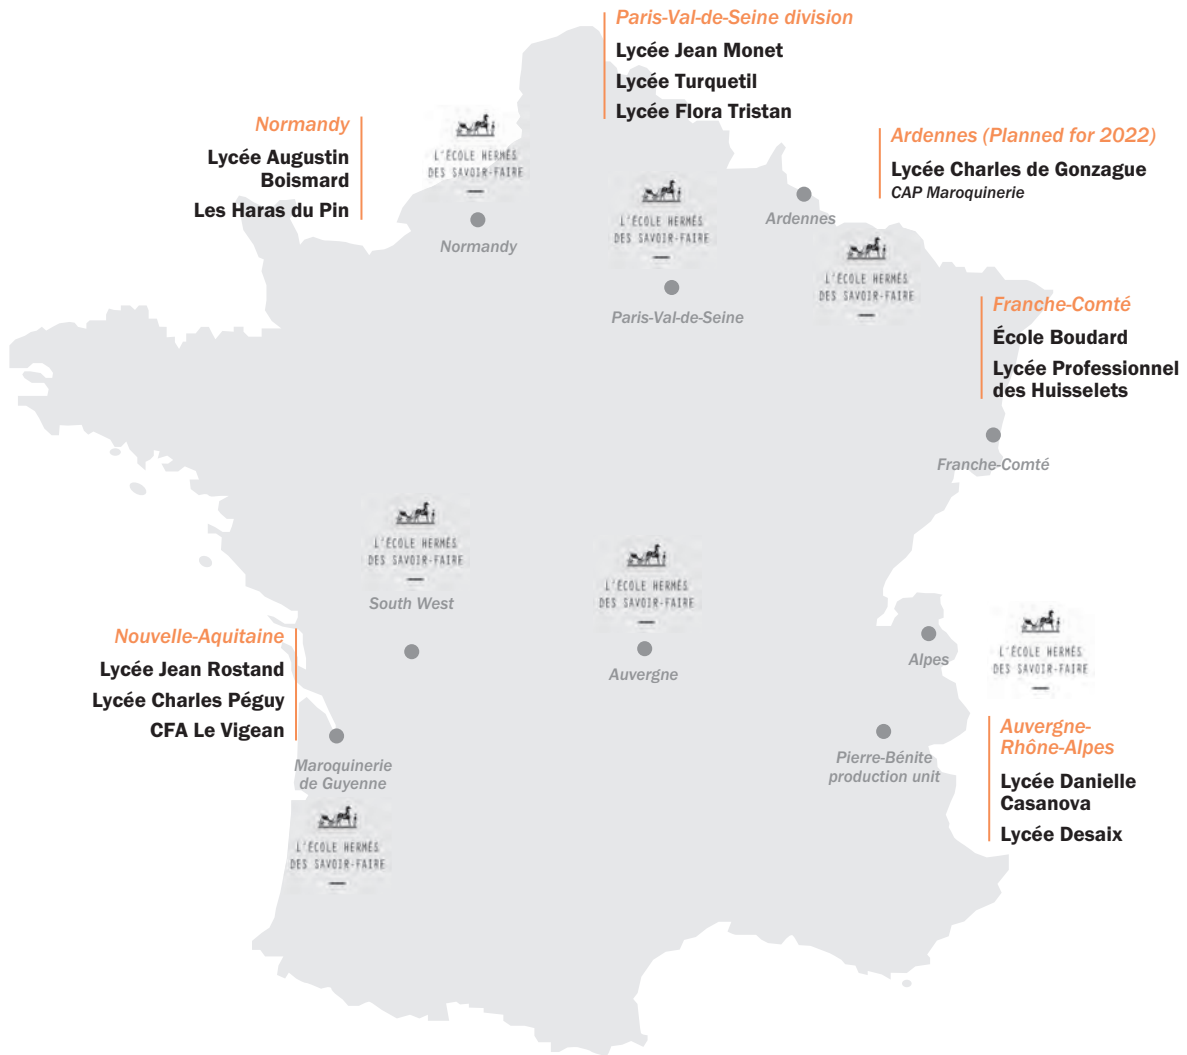 Paris-Val-de-Seine division
Lycée Jean Monet
Lycée Turquetil
Lycée Flora Tristan
Normandy
Lycée Augustin
Boismard
Les Haras du Pin
L'ÉCOLE HERMÈS
DES SAVOIR-FAIRE
Normandy
Ardennes (Planned for 2022)
Lycée Charles de Gonzague
CAP Maroquinerie
L'ÉCOLE HERMÈS
DES SAVOIR-FAIRE
Paris-Val-de-Seine
Ardennes
L'ÉCOLE HERMÈS
DES SAVOIR-FAIRE
Franche-Comté
École Boudard
Lycée Professionnel
des Huisselets
Franche-Comté
L'ÉCOLE HERMÈS
DES SAVOIR-FAIRE
South West
L'ÉCOLE HERMÈS
DES SAVOIR-FAIRE
Auvergne
Nouvelle-Aquitaine
Lycée Jean Rostand
Lycée Charles Péguy
CFA Le Vigean
Maroquinerie
de Guyenne
L'ÉCOLE HERMÈS
DES SAVOIR-FAIRE
Alpes
L'ÉCOLE HERMÈS
DES SAVOIR-FAIRE
Pierre-Bénite
production unit
Auvergne-
Rhône-Alpes
Lycée Danielle
Casanova
Lycée Desaix